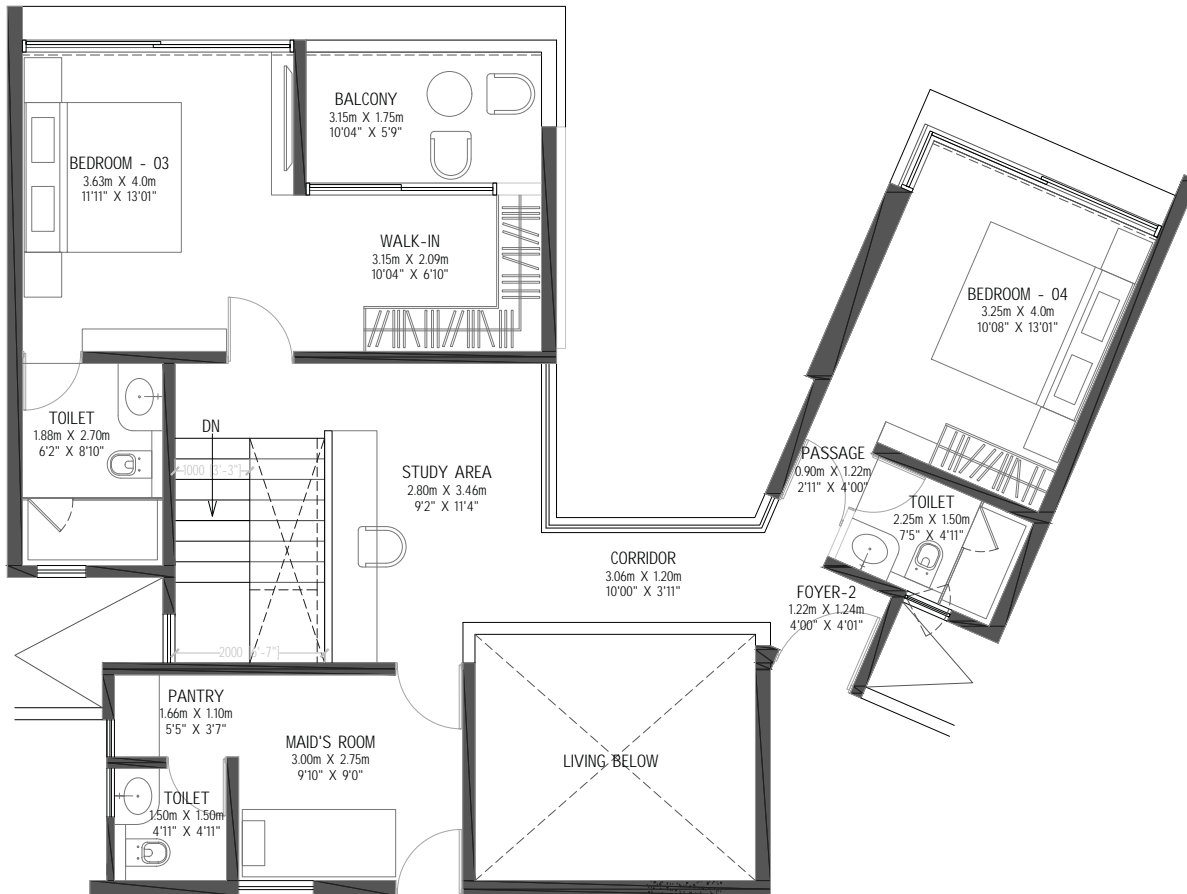 BALCONY
3.15m X 1.75m
10'04" X 5'9"
BEDROOM - 03
3.63m X 4.0m
11'11" X 13'01"
WALK-IN
3.15m X 2.09m
10'04" X 6'10"
BEDROOM - 04
3.25m X 4.0m
10'08" X 13'01"
TOILET
1.88m X 2.70m
6'2" X 8'10"
DN
1000 [3'-3"]
STUDY AREA
2.80m X 3.46m
9'2" X 11'4"
PASSAGE
0.90m X 1.22m
2'11" X 4'00"
TOILET
2.25m X 1.50m
7'5" X 4'11"
CORRIDOR
3.06m X 1.20m
10'00" X 3'11"
FOYER-2
1.22m X 1.24m
4'00" X 4'01"
2000 [6'-7"]
PANTRY
1.66m X 1.10m
5'5" X 3'7"
MAID'S ROOM
3.00m X 2.75m
9'10" X 9'0"
LIVING BELOW
TOILET
1.50m X 1.50m
4'11" X 4'11"